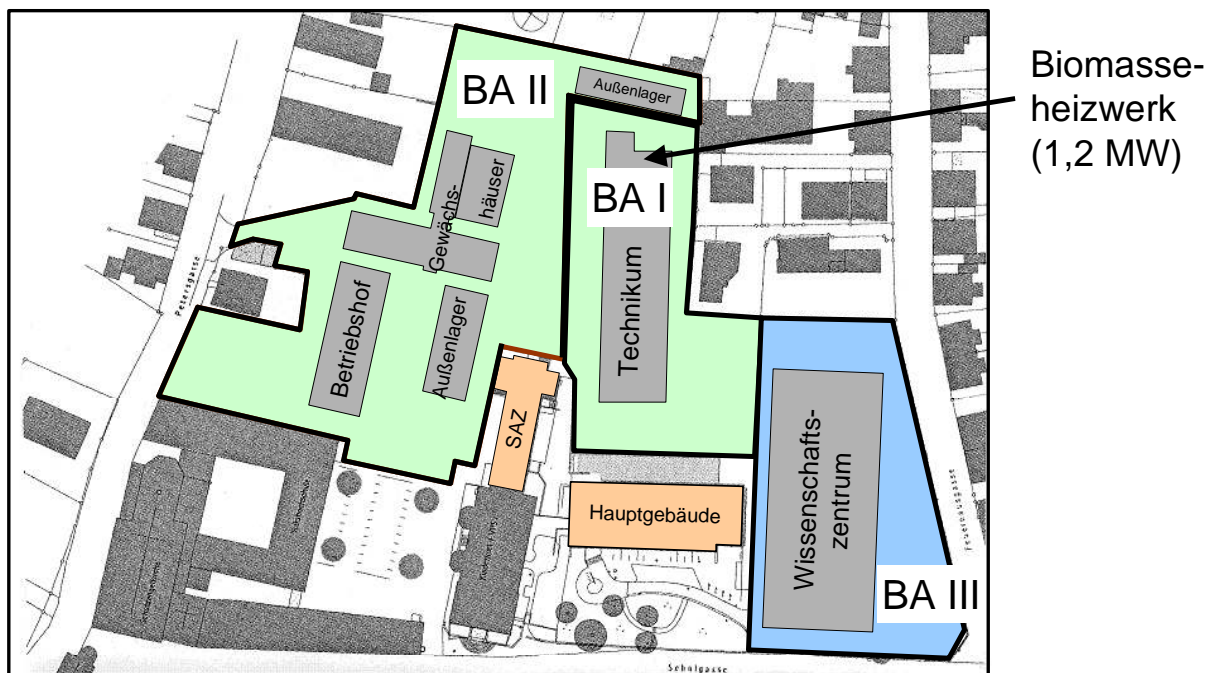 BA II
Außenlager
Biomasse-
heizwerk
(1,2 MW)
BA I
Gewächs-
häuser
Technikum
Petersgasse
Betriebshof
Außenlager
SAZ
Hauptgebäude
Wissenschafts-
zentrum
BA III
Schulgasse